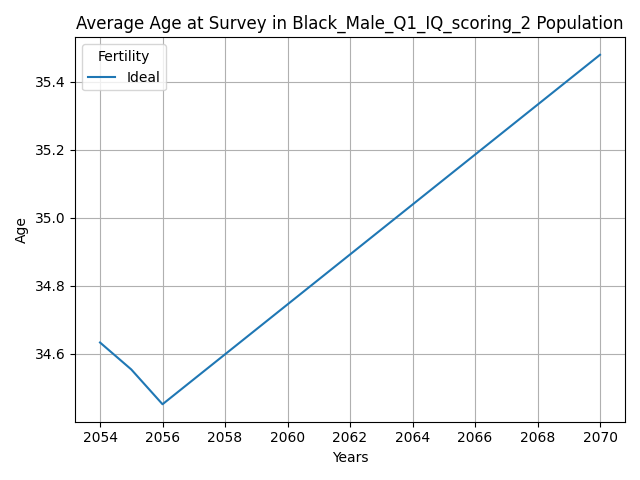 Average Age at Survey in Black_Male_Q1_IQ_scoring_2 Population
Fertility
Ideal
35.4
35.2
35.0
34.8
34.6
Age
2054 2056 2058 2060 2062 2064 2066 2068 2070
Years